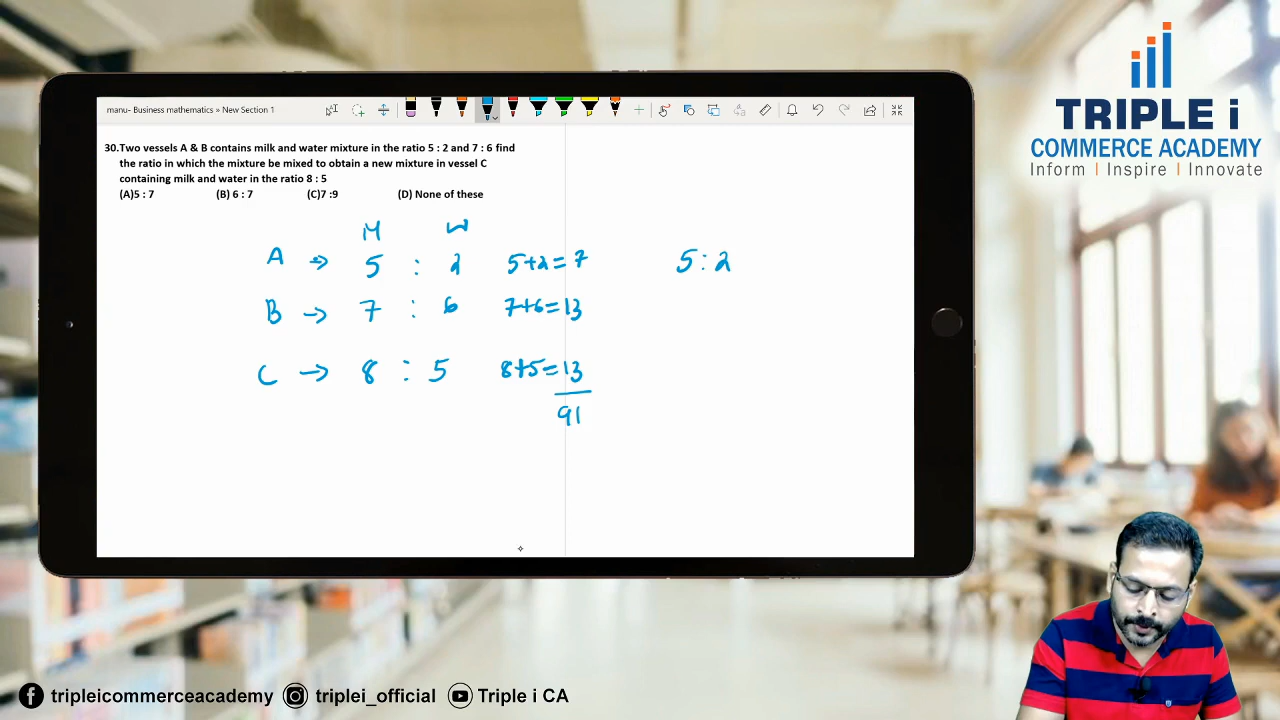 manu- Business mathematics » New Section 1
30.Two vessels A & B contains milk and water mixture in the ratio 5 : 2 and 7 : 6 find
the ratio in which the mixture be mixed to obtain a new mixture in vessel C
containing milk and water in the ratio 8 : 5
(A)5 : 7 (B) 6 : 7 (C)7 :9 (D) None of these
M W
A → 5 : 2 5+2=7 5:2
B → 7 : 6 7+6=13
C → 8 : 5 8+5=13
91
TRIPLE i
COMMERCE ACADEMY
Inform | Inspire | Innovate
tripleicommerceacademy triplei_official Triple i CA